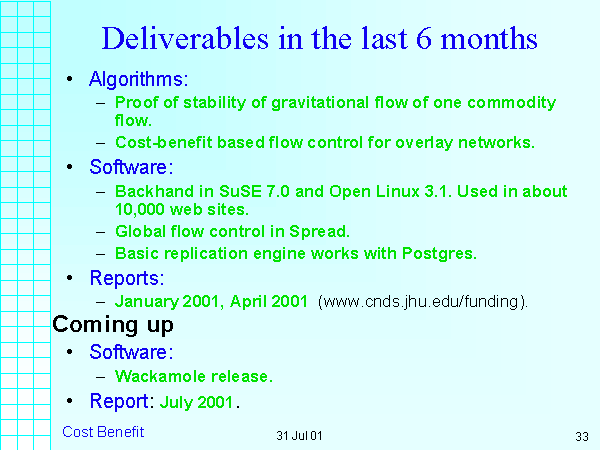 Deliverables in the last 6 months
• Algorithms:
– Proof of stability of gravitational flow of one commodity
flow.
– Cost-benefit based flow control for overlay networks.
• Software:
– Backhand in SuSE 7.0 and Open Linux 3.1. Used in about
10,000 web sites.
– Global flow control in Spread.
– Basic replication engine works with Postgres.
• Reports:
– January 2001, April 2001 (www.cnds.jhu.edu/funding).
Coming up
• Software:
– Wackamole release.
• Report: July 2001.
Cost Benefit
31 Jul 01
33